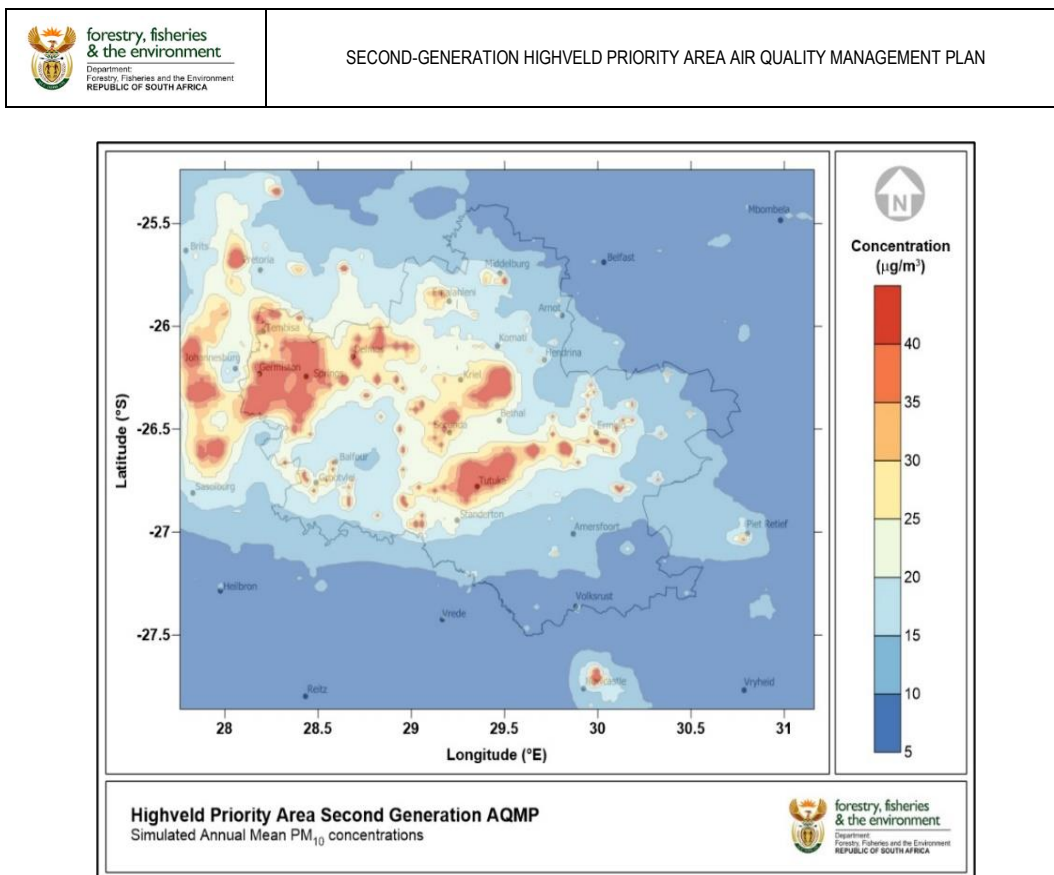 forestry, fisheries
& the environment
Department:
Forestry, Fisheries and the Environment
REPUBLIC OF SOUTH AFRICA
SECOND-GENERATION HIGHVELD PRIORITY AREA AIR QUALITY MANAGEMENT PLAN
N
Concentration
(µg/m³)
40
35
30
25
20
15
10
5
Latitude (°S)
-25.5
-26
-26.5
-27
-27.5
Mbombela
Brits
Pretoria
Belfast
Middelburg
Emalahleni
Arnot
Tembisa
Komati
Hendrina
Johannesburg
Delmas
Germiston
Springs
Kriel
Bethal
Secunda
Ermelo
Balfour
Grootvlei
Sasolburg
Tutuka
Standerton
Amersfoort
Piet Retief
Heilbron
Volksrust
Vrede
Newcastle
Vryheid
Reitz
28
28.5
29
29.5
30
30.5
31
Longitude (°E)
Highveld Priority Area Second Generation AQMP
Simulated Annual Mean PM₁₀ concentrations
forestry, fisheries
& the environment
Department:
Forestry, Fisheries and the Environment
REPUBLIC OF SOUTH AFRICA